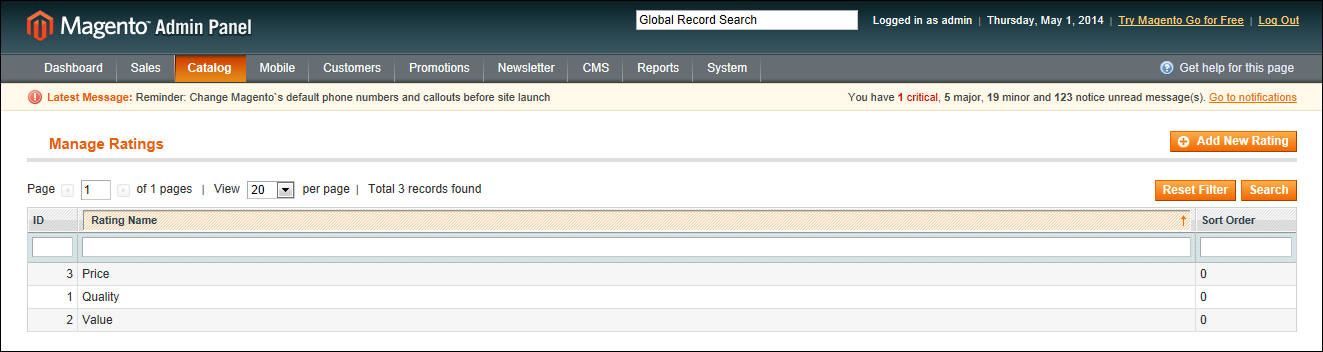 Magento™ Admin Panel
Global Record Search
Logged in as admin | Thursday, May 1, 2014 | Try Magento Go for Free | Log Out
Dashboard Sales Catalog Mobile Customers Promotions Newsletter CMS Reports System Get help for this page
Latest Message: Reminder: Change Magento`s default phone numbers and callouts before site launch You have 1 critical, 5 major, 19 minor and 123 notice unread message(s). Go to notifications
Manage Ratings Add New Rating
Page 1 of 1 pages | View 20 per page | Total 3 records found Reset Filter Search
ID Rating Name Sort Order
3 Price 0
1 Quality 0
2 Value 0